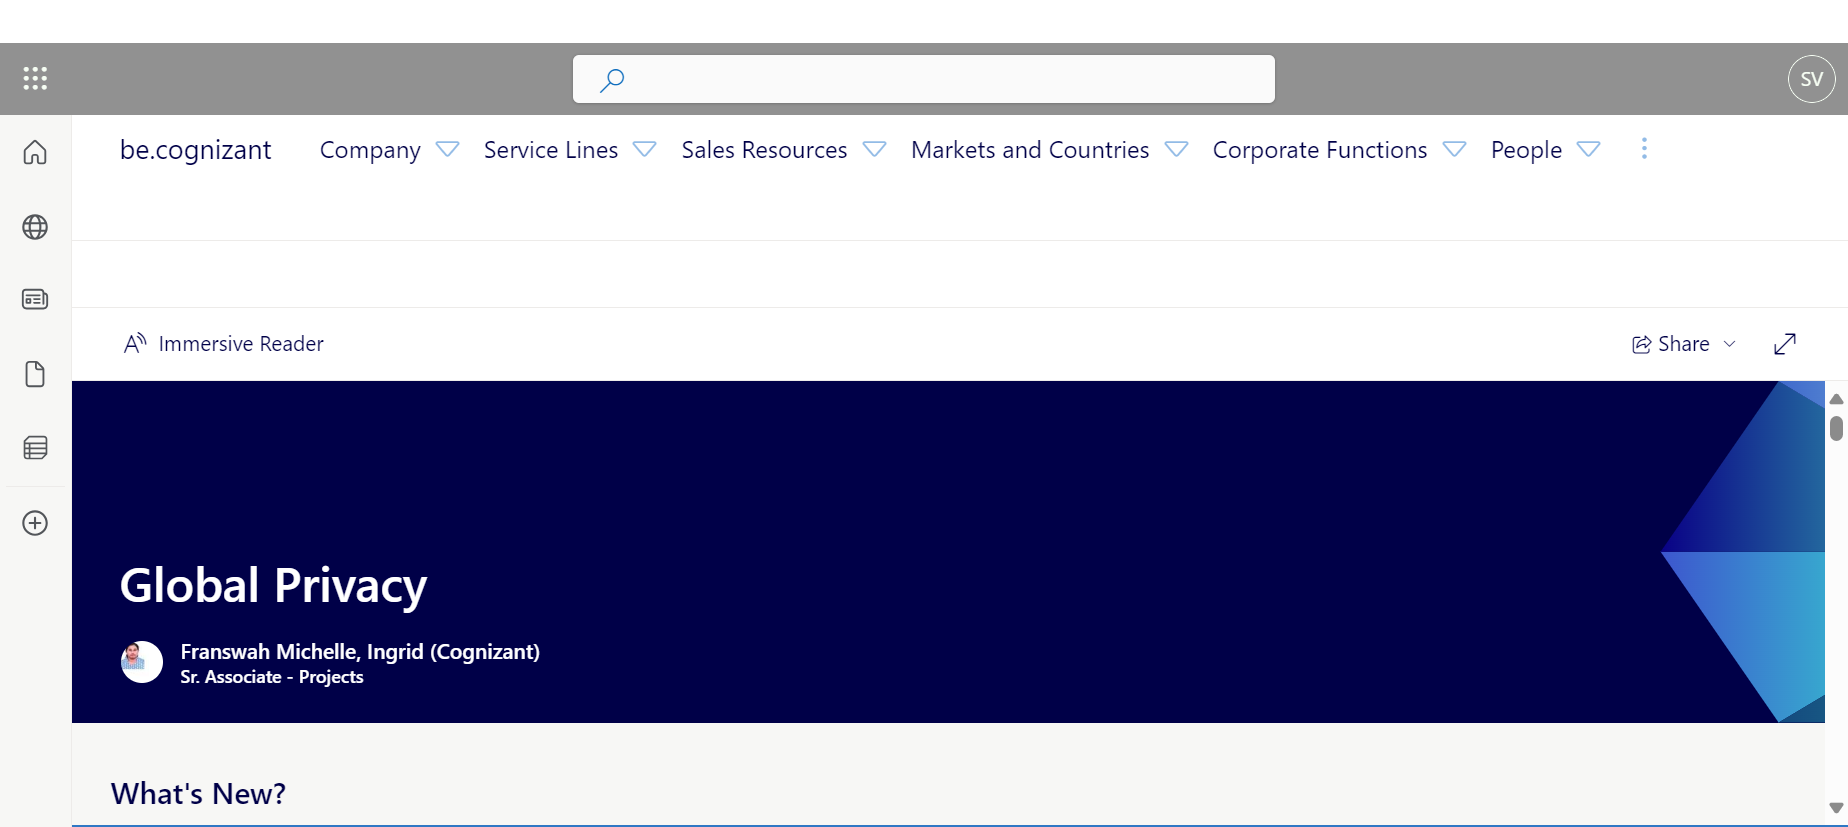 SV
be.cognizant Company Service Lines Sales Resources Markets and Countries Corporate Functions People
Immersive Reader Share
Global Privacy
Franswah Michelle, Ingrid (Cognizant)
Sr. Associate - Projects
What's New?